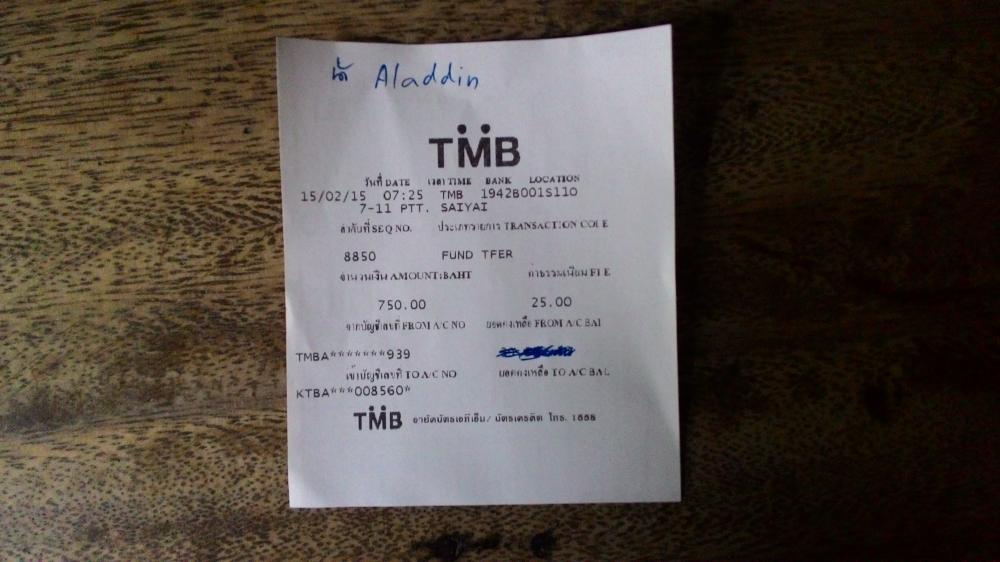 Aladdin
TMB
วันที่ DATE เวลา TIME BANK LOCATION
15/02/15 07:25 TMB 1942B001S110
7-11 PTT. SAIYAI
ลำดับที่ SEQ NO. ประเภทรายการ TRANSACTION CODE
8850 FUND TFER
จำนวนเงิน AMOUNT:BAHT ค่าธรรมเนียม FEE
750.00 25.00
จากบัญชีเลขที่ FROM A/C NO ยอดคงเหลือ FROM A/C BAL
TMBA*******939
เข้าบัญชีเลขที่ TO A/C NO ยอดคงเหลือ TO A/C BAL.
KTBA***008560*
TMB อายัดบัตรเอทีเอ็ม/ บัตรเครดิต โทร. 1558